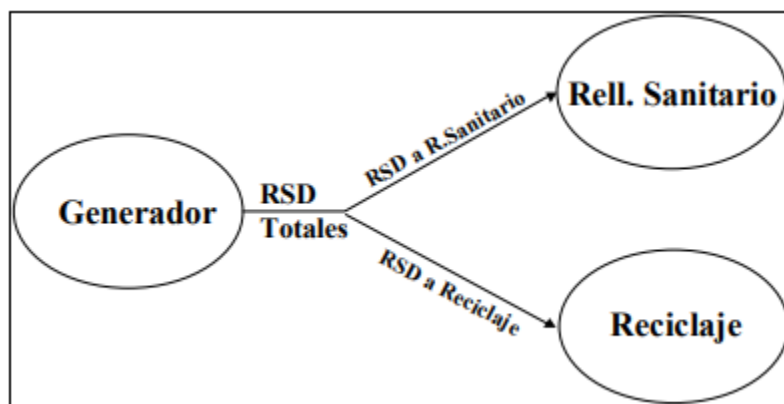 Rell. Sanitario
RSD a R.Sanitario
Generador
RSD
Totales
RSD a Reciclaje
Reciclaje